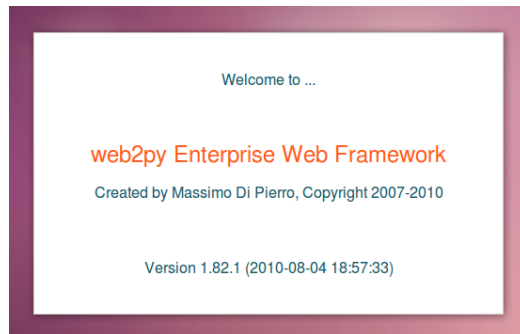 Welcome to ...
web2py Enterprise Web Framework
Created by Massimo Di Pierro, Copyright 2007-2010
Version 1.82.1 (2010-08-04 18:57:33)